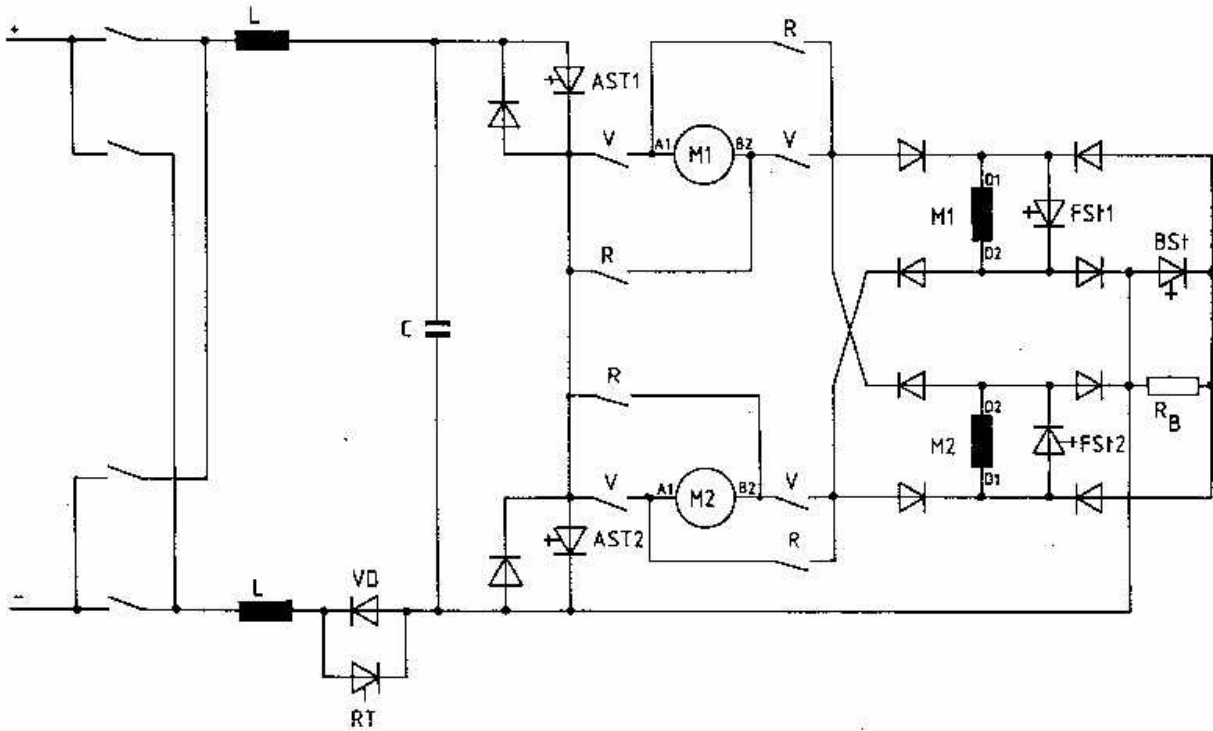 L
+
R
+ AST1
V
A1 M1 B2
V
D1
M1
+ FSt1
BSt
+
D2
R
C
R
R
B
D2
M2
+FSt2
D1
V
A1 M2 B2
V
+ AST2
R
-
L
VD
RT